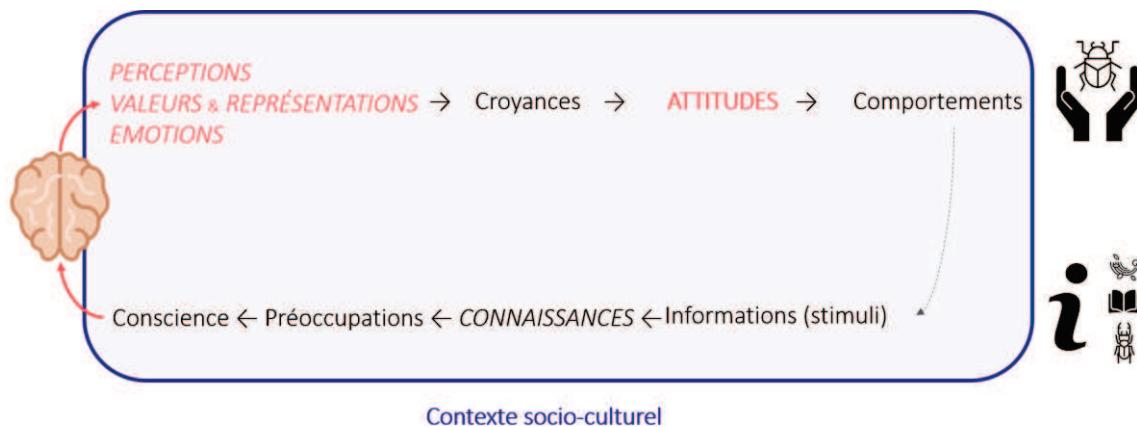 PERCEPTIONS
VALEURS & REPRÉSENTATIONS → Croyances → ATTITUDES → Comportements
EMOTIONS
Conscience ← Préoccupations ← CONNAISSANCES ← Informations (stimuli)
i
Contexte socio-culturel